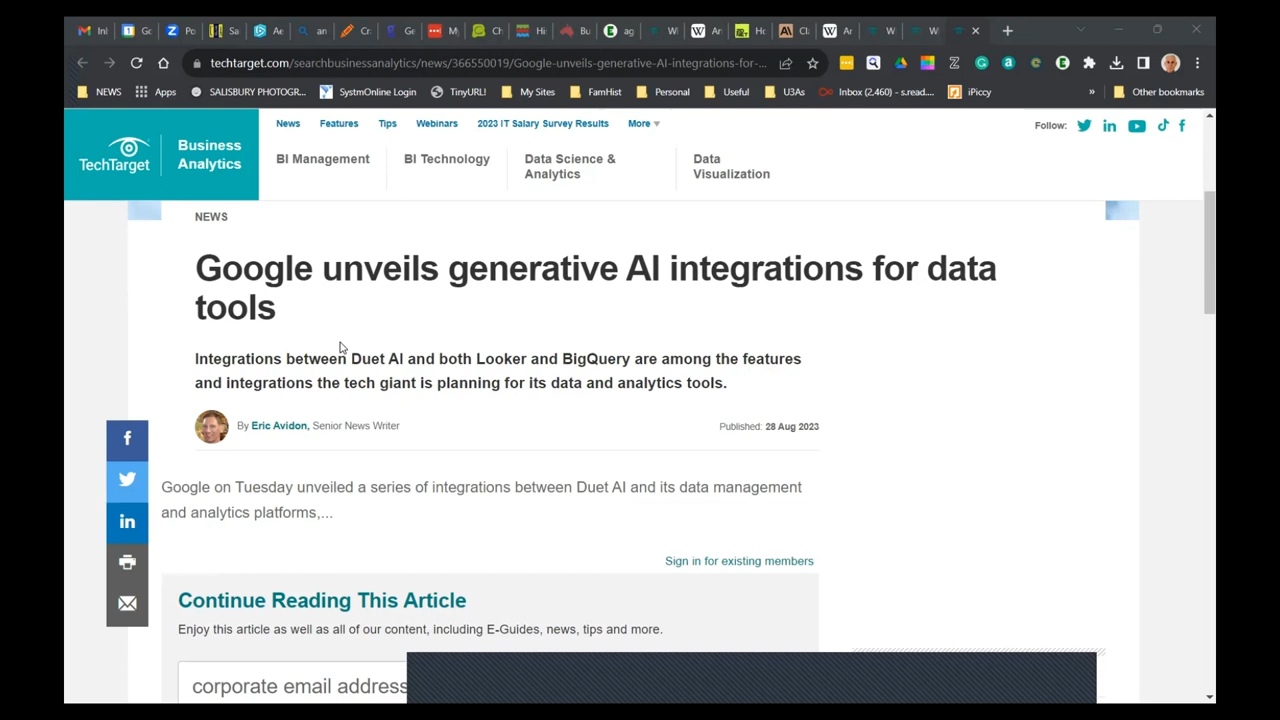 techtarget.com/searchbusinessanalytics/news/366550019/Google-unveils-generative-AI-integrations-for-...
NEWS Apps SALISBURY PHOTOGR... SystmOnline Login TinyURL! My Sites FamHist Personal Useful U3As Inbox (2,460) - s.read.... iPiccy » Other bookmarks
News Features Tips Webinars 2023 IT Salary Survey Results More Follow:
TechTarget
Business
Analytics
BI Management BI Technology Data Science &
Analytics
Data
Visualization
NEWS
Google unveils generative AI integrations for data
tools
Integrations between Duet AI and both Looker and BigQuery are among the features
and integrations the tech giant is planning for its data and analytics tools.
By Eric Avidon, Senior News Writer Published: 28 Aug 2023
Google on Tuesday unveiled a series of integrations between Duet AI and its data management
and analytics platforms,...
Sign in for existing members
Continue Reading This Article
Enjoy this article as well as all of our content, including E-Guides, news, tips and more.
corporate email address